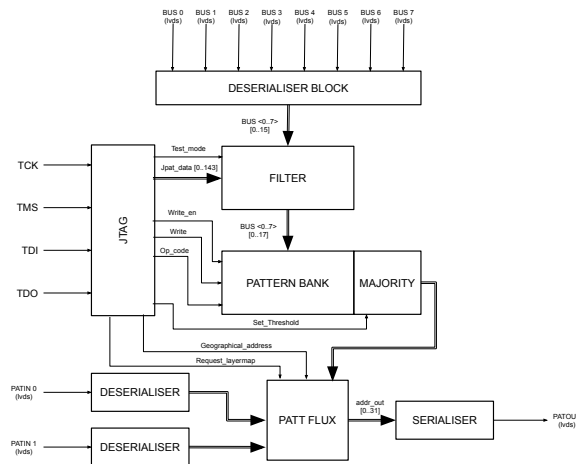 BUS 0 BUS 1 BUS 2 BUS 3 BUS 4 BUS 5 BUS 6 BUS 7
(lvds) (lvds) (lvds) (lvds) (lvds) (lvds) (lvds) (lvds)
DESERIALISER BLOCK
BUS <0..7>
[0..15]
Test_mode
Jpat_data [0..143]
FILTER
TCK
TMS
TDI
TDO
JTAG
BUS <0..7>
[0..17]
Write_en
Write
Op_code
PATTERN BANK
MAJORITY
Set_Threshold
Geographical_address
Request_layermap
PATIN 0
(lvds)
DESERIALISER
PATIN 1
(lvds)
DESERIALISER
PATT FLUX
addr_out
[0..31]
SERIALISER
PATOU
(lvds)